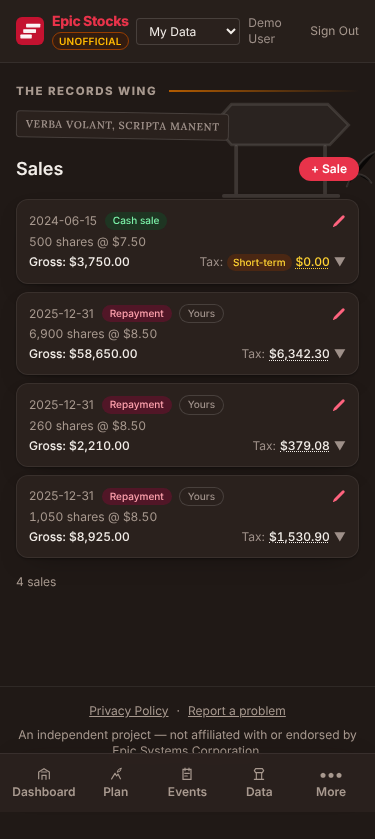 Epic Stocks
UNOFFICIAL
My Data
Demo User
Sign Out
THE RECORDS WING
VERBA VOLANT, SCRIPTA MANENT
Sales
+ Sale
2024-06-15 Cash sale
500 shares @ $7.50
Gross: $3,750.00 Tax: Short-term $0.00 ▼
2025-12-31 Repayment Yours
6,900 shares @ $8.50
Gross: $58,650.00 Tax: $6,342.30 ▼
2025-12-31 Repayment Yours
260 shares @ $8.50
Gross: $2,210.00 Tax: $379.08 ▼
2025-12-31 Repayment Yours
1,050 shares @ $8.50
Gross: $8,925.00 Tax: $1,530.90 ▼
4 sales
Privacy Policy · Report a problem
An independent project — not affiliated with or endorsed by
Epic Systems Corporation.
Dashboard Plan Events Data More